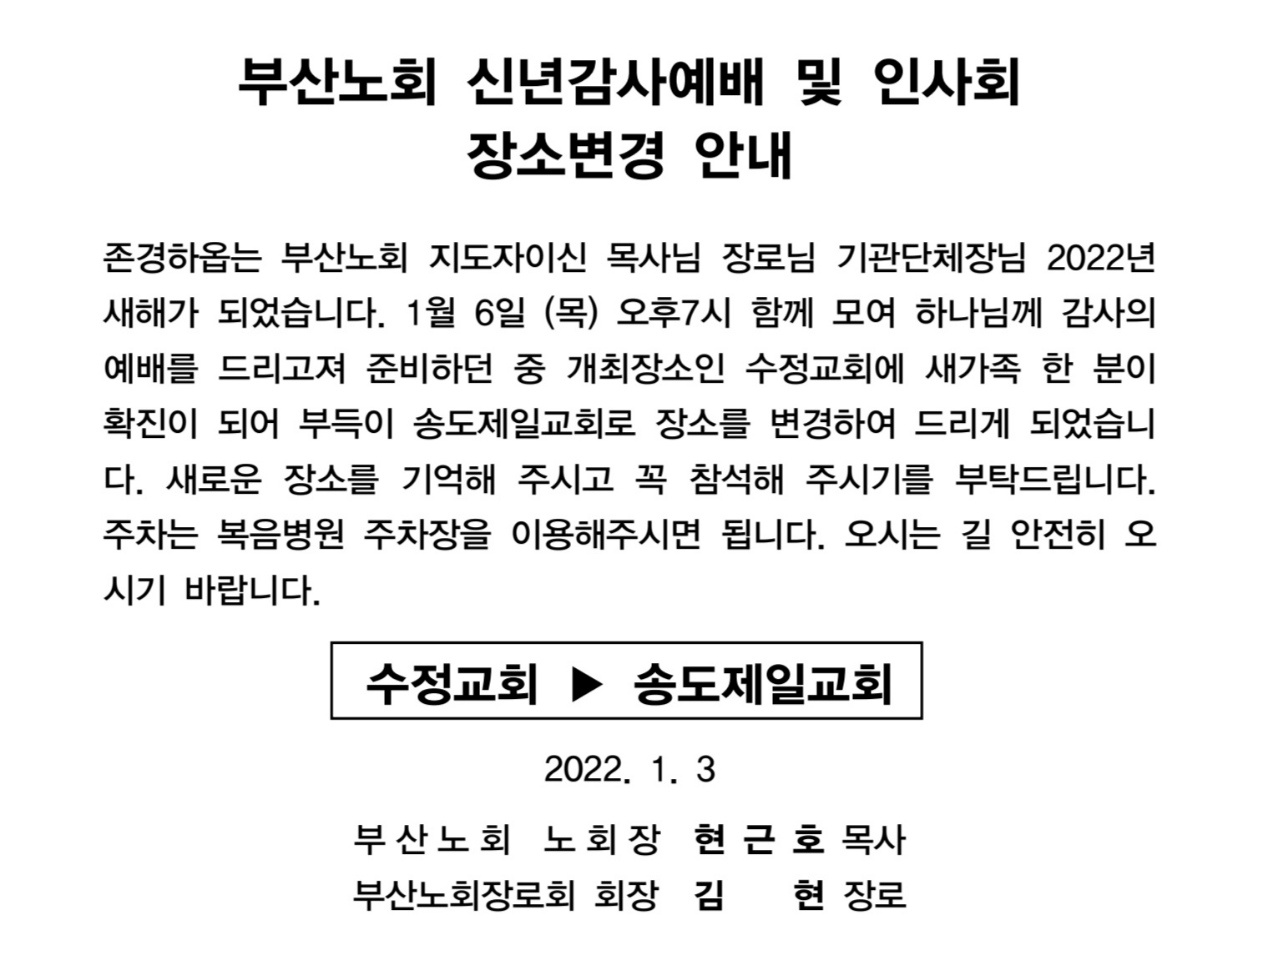 부산노회 신년감사예배 및 인사회
장소변경 안내
존경하옵는 부산노회 지도자이신 목사님 장로님 기관단체장님 2022년
새해가 되었습니다. 1월 6일 (목) 오후7시 함께 모여 하나님께 감사의
예배를 드리고져 준비하던 중 개최장소인 수정교회에 새가족 한 분이
확진이 되어 부득이 송도제일교회로 장소를 변경하여 드리게 되었습니
다. 새로운 장소를 기억해 주시고 꼭 참석해 주시기를 부탁드립니다.
주차는 복음병원 주차장을 이용해주시면 됩니다. 오시는 길 안전히 오
시기 바랍니다.
수정교회 ▶ 송도제일교회
2022. 1. 3
부 산 노 회 노 회 장 현 근 호 목사
부산노회장로회 회장 김 현 장로